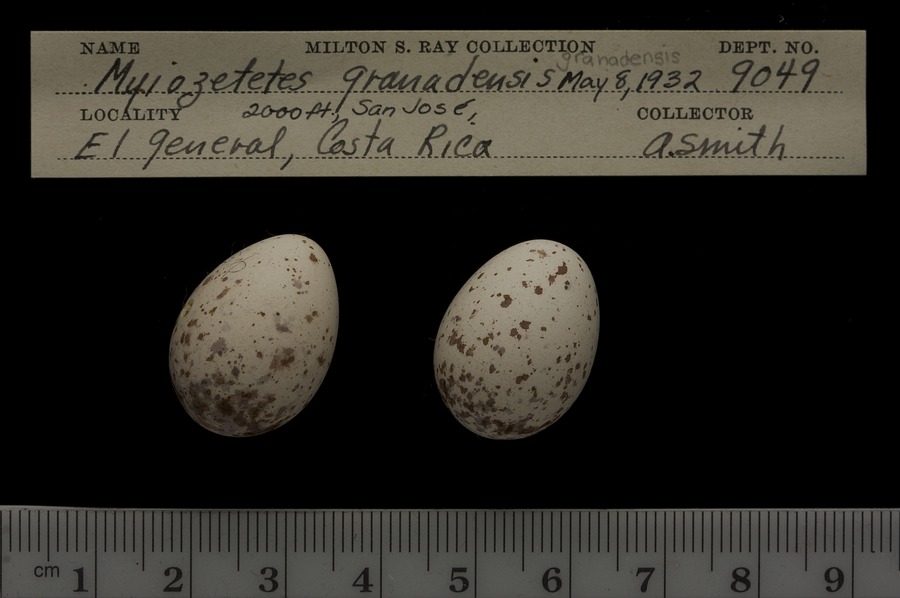 NAME MILTON S. RAY COLLECTION DEPT. NO.
granadensis
Myiozetetes granadensis May 8, 1932 9049
LOCALITY 2000 ft, San José, COLLECTOR
El general, Costa Rica A.Smith
cm 1 2 3 4 5 6 7 8 9